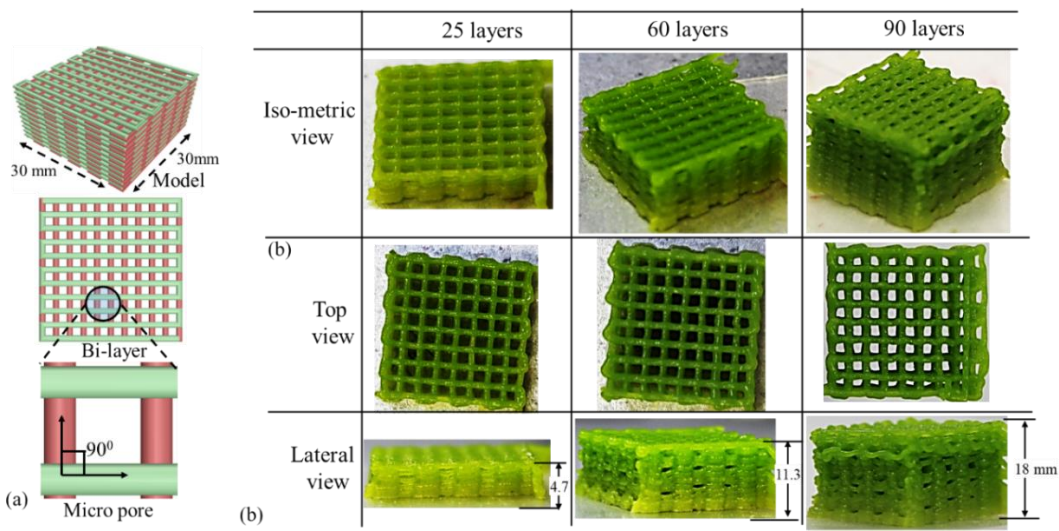 25 layers
60 layers
90 layers
Iso-metric
view
30 mm
30mm
Model
(b)
Top
view
Bi-layer
90⁰
Lateral
view
4.7
11.3
18 mm
Micro pore
(a)
(b)